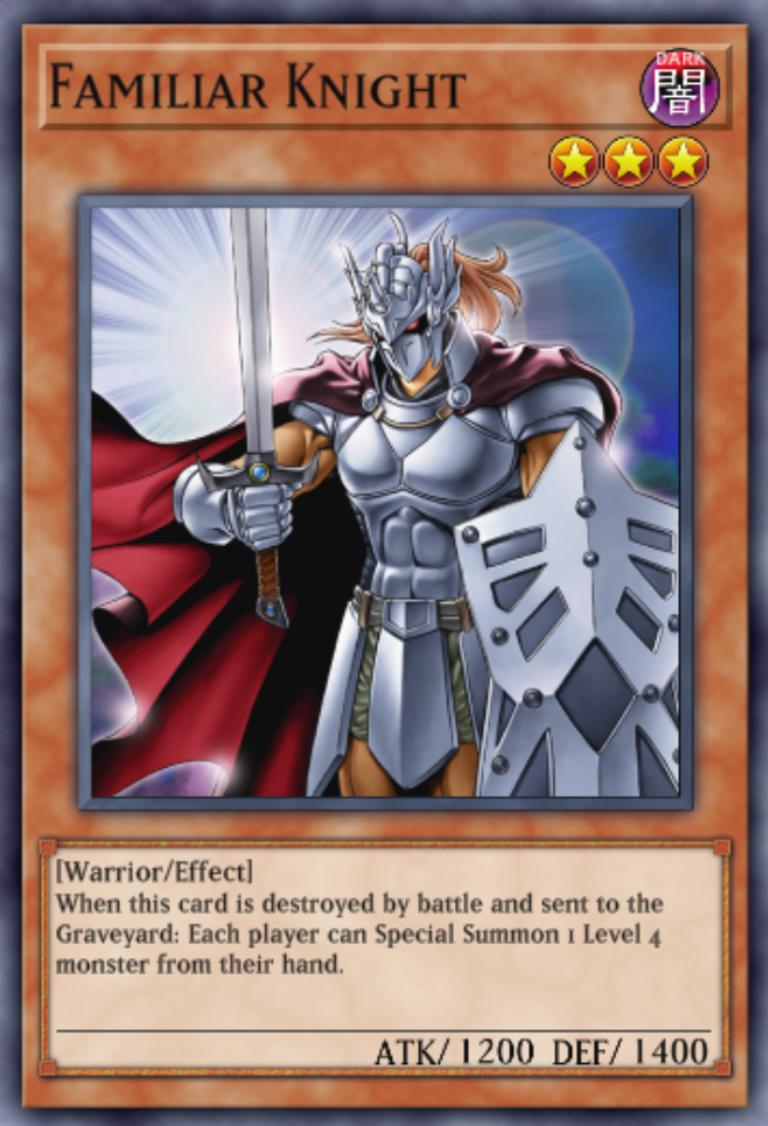 FAMILIAR KNIGHT
DARK
闇
[Warrior/Effect]
When this card is destroyed by battle and sent to the
Graveyard: Each player can Special Summon 1 Level 4
monster from their hand.
ATK/ 1200 DEF/ 1400